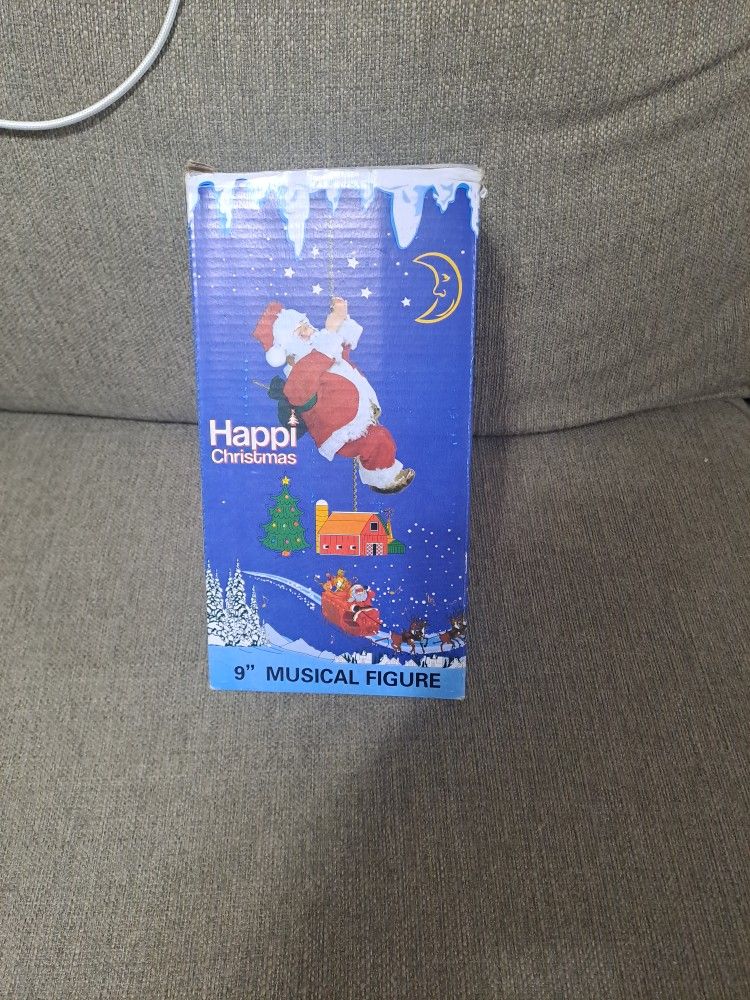 Happi
Christmas
9" MUSICAL FIGURE